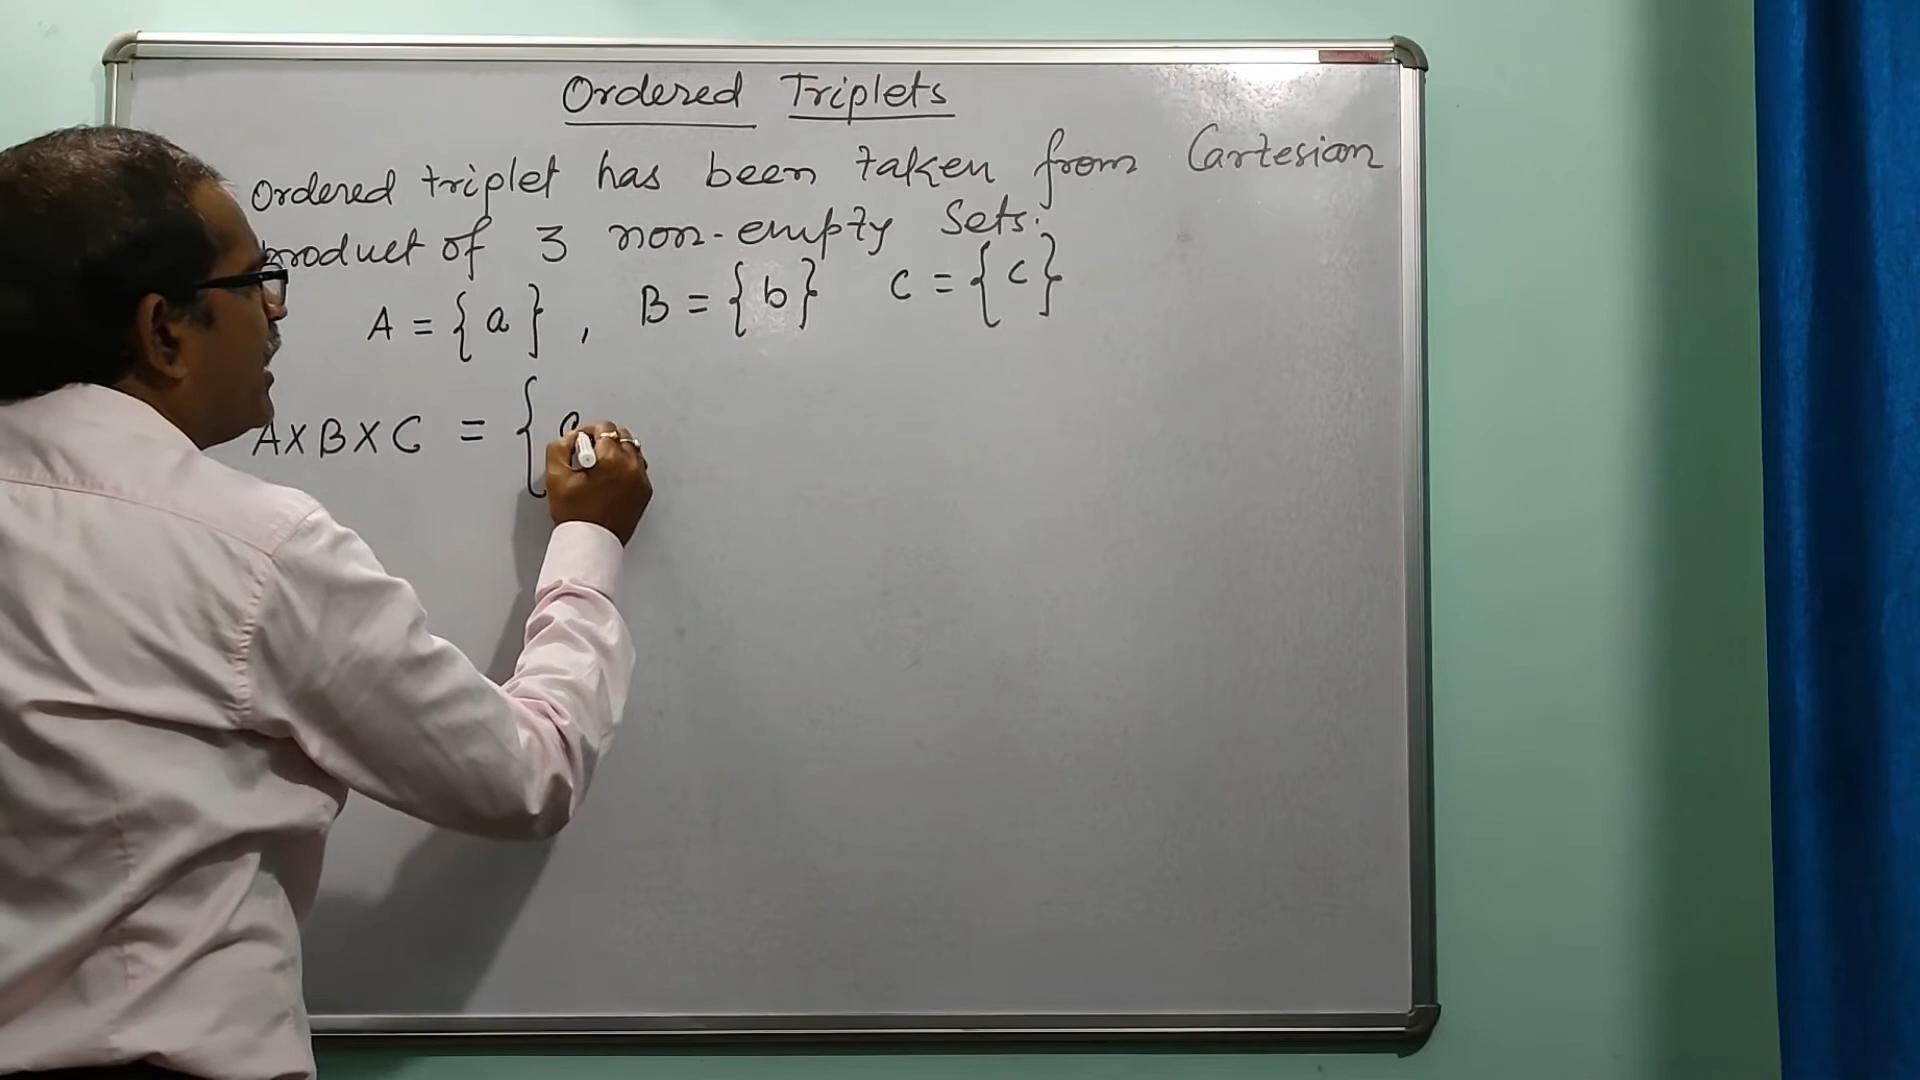 Ordered Triplets
Ordered triplet has been taken from Cartesian
product of 3 non-empty Sets.
A = {a} , B = {b} C = {c}
A×B×C = {